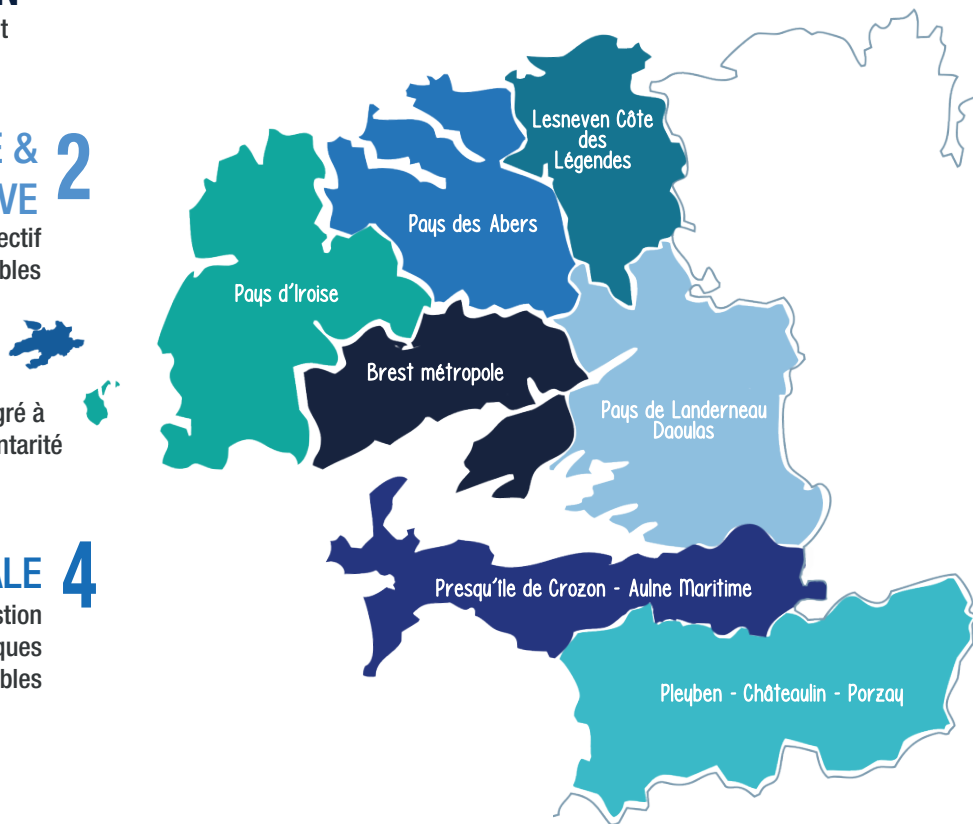 N
t
E &
2
VE
ectif
bles
gré à
ntarité
ALE
4
stion
ques
bles
Lesneven Côte
des
Légendes
Pays des Abers
Pays d'Iroise
Brest métropole
Pays de Landerneau
Daoulas
Presqu'île de Crozon - Aulne Maritime
Pleyben - Châteaulin - Porzay